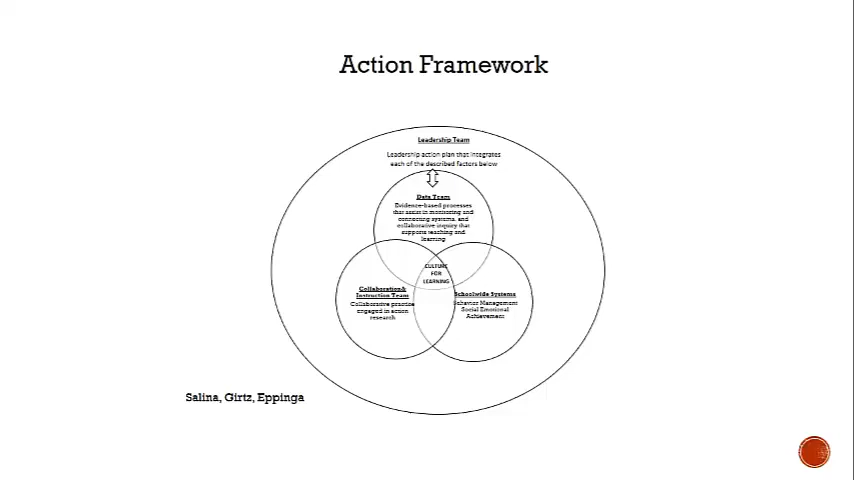 Action Framework
Leadership Team
Leadership action plan that integrates
each of the described factors below
Data Team
Evidence-based processes
that assist in monitoring and
connecting systems, and
collaborative inquiry that
supports teaching and
learning
CULTURE
FOR
LEARNING
Collaboration&
Instruction Team
Collaborative practice
engaged in action
research
Schoolwide Systems
Behavior Management
Social Emotional
Achievement
Salina, Girtz, Eppinga